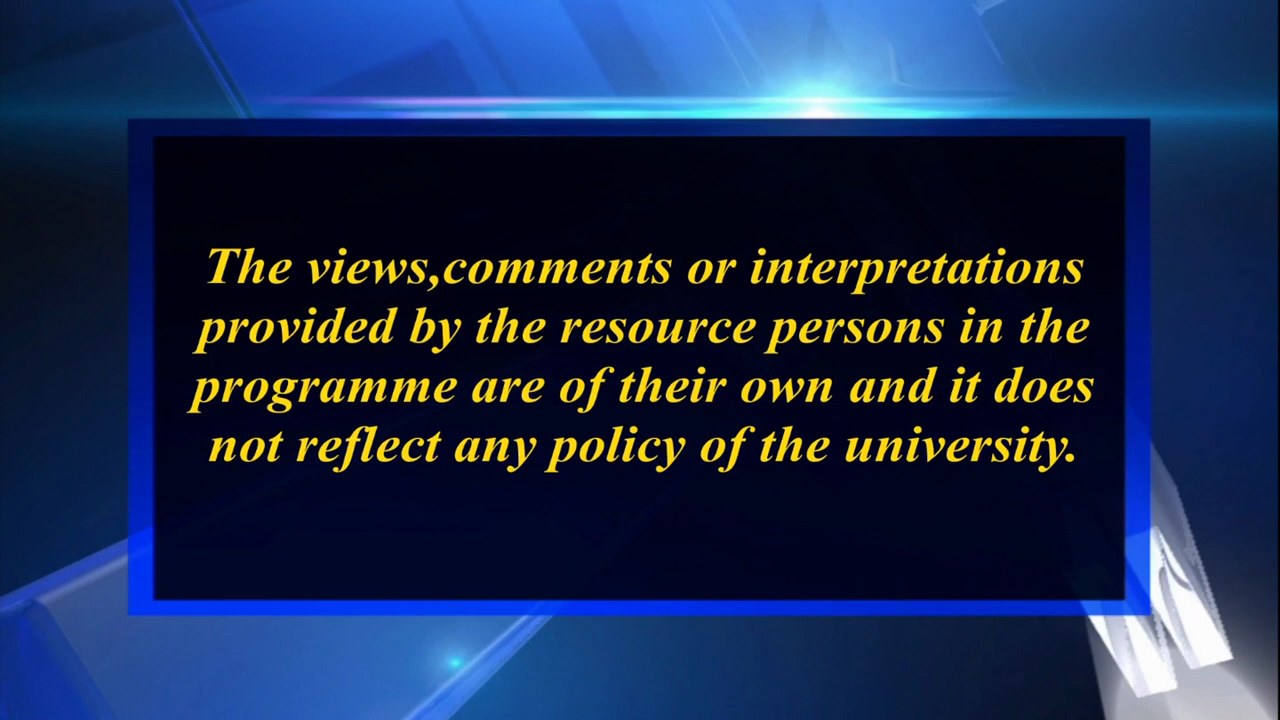 The views,comments or interpretations
provided by the resource persons in the
programme are of their own and it does
not reflect any policy of the university.